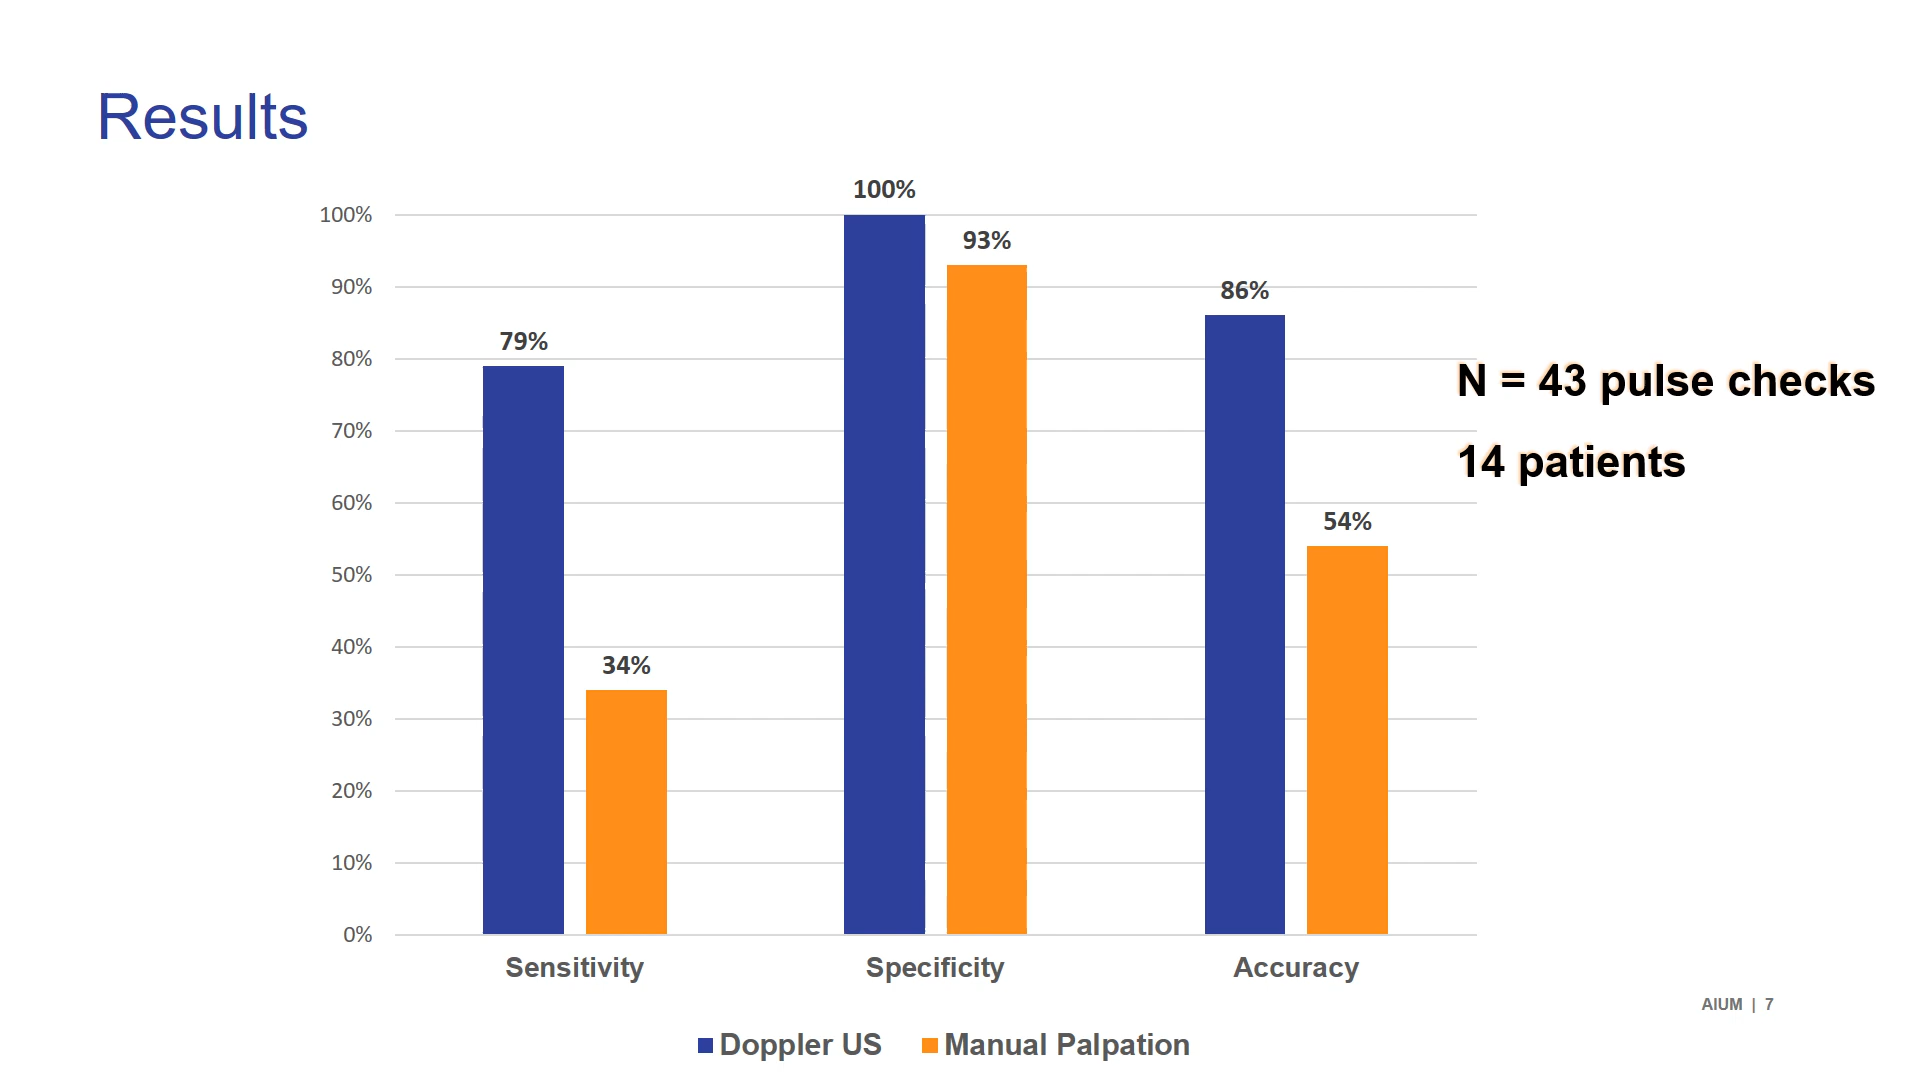 Results
100%
90%
80%
70%
60%
50%
40%
30%
20%
10%
0%
79%
34%
100%
93%
86%
54%
Sensitivity
Specificity
Accuracy
N = 43 pulse checks
14 patients
Doppler US
Manual Palpation
AIUM | 7